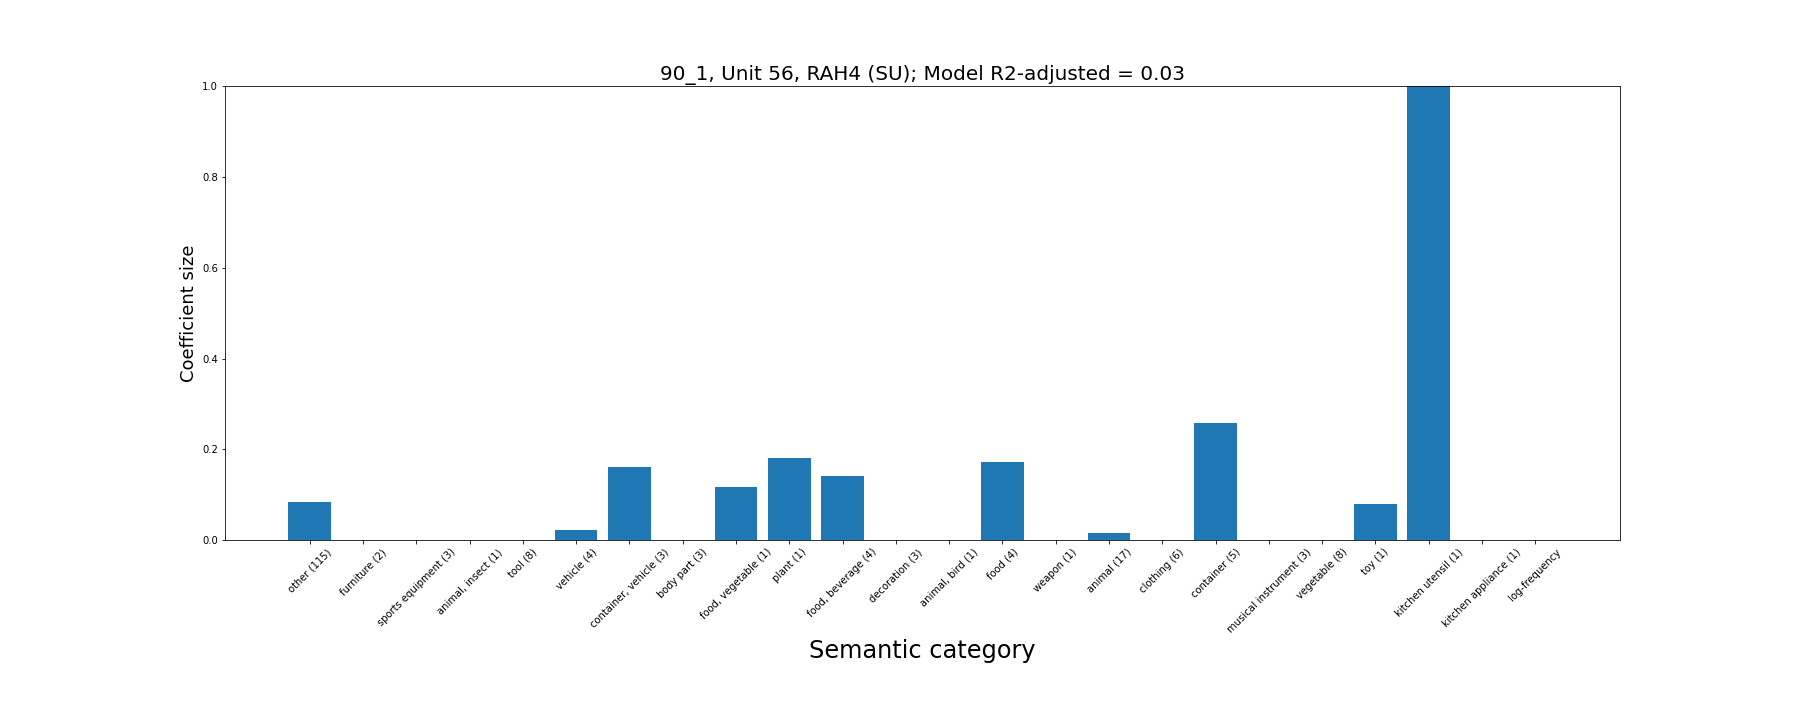 90_1, Unit 56, RAH4 (SU); Model R2-adjusted = 0.03
Coefficient size
1.0
0.8
0.6
0.4
0.2
0.0
other (115)
furniture (2)
sports equipment (3)
animal, insect (1)
tool (8)
vehicle (4)
container, vehicle (3)
body part (3)
food, vegetable (1)
plant (1)
food, beverage (4)
decoration (3)
animal, bird (1)
food (4)
weapon (1)
animal (17)
clothing (6)
container (5)
musical instrument (3)
vegetable (8)
toy (1)
kitchen utensil (1)
kitchen appliance (1)
log-frequency
Semantic category